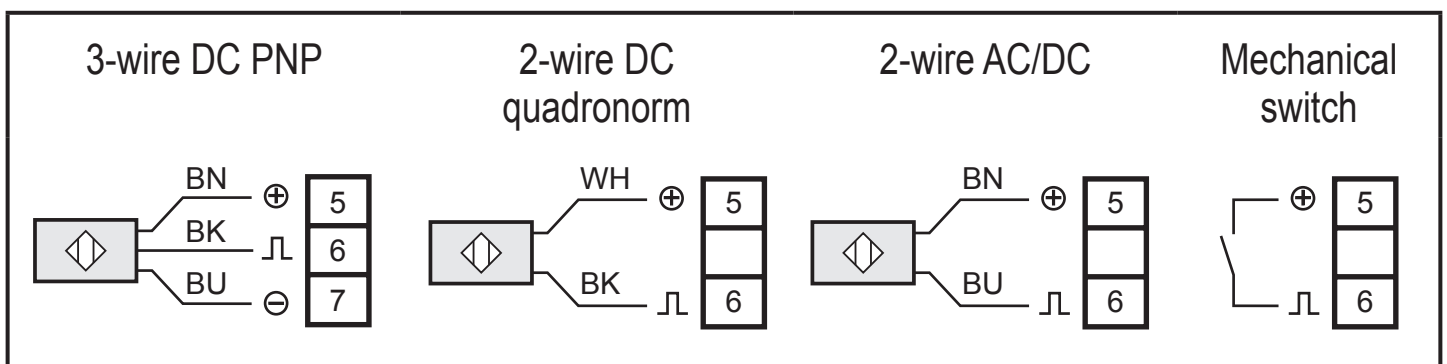 3-wire DC PNP
BN
5
BK
6
BU
7
2-wire DC
quadronorm
WH
5
BK
6
2-wire AC/DC
BN
5
BU
6
Mechanical
switch
5
6